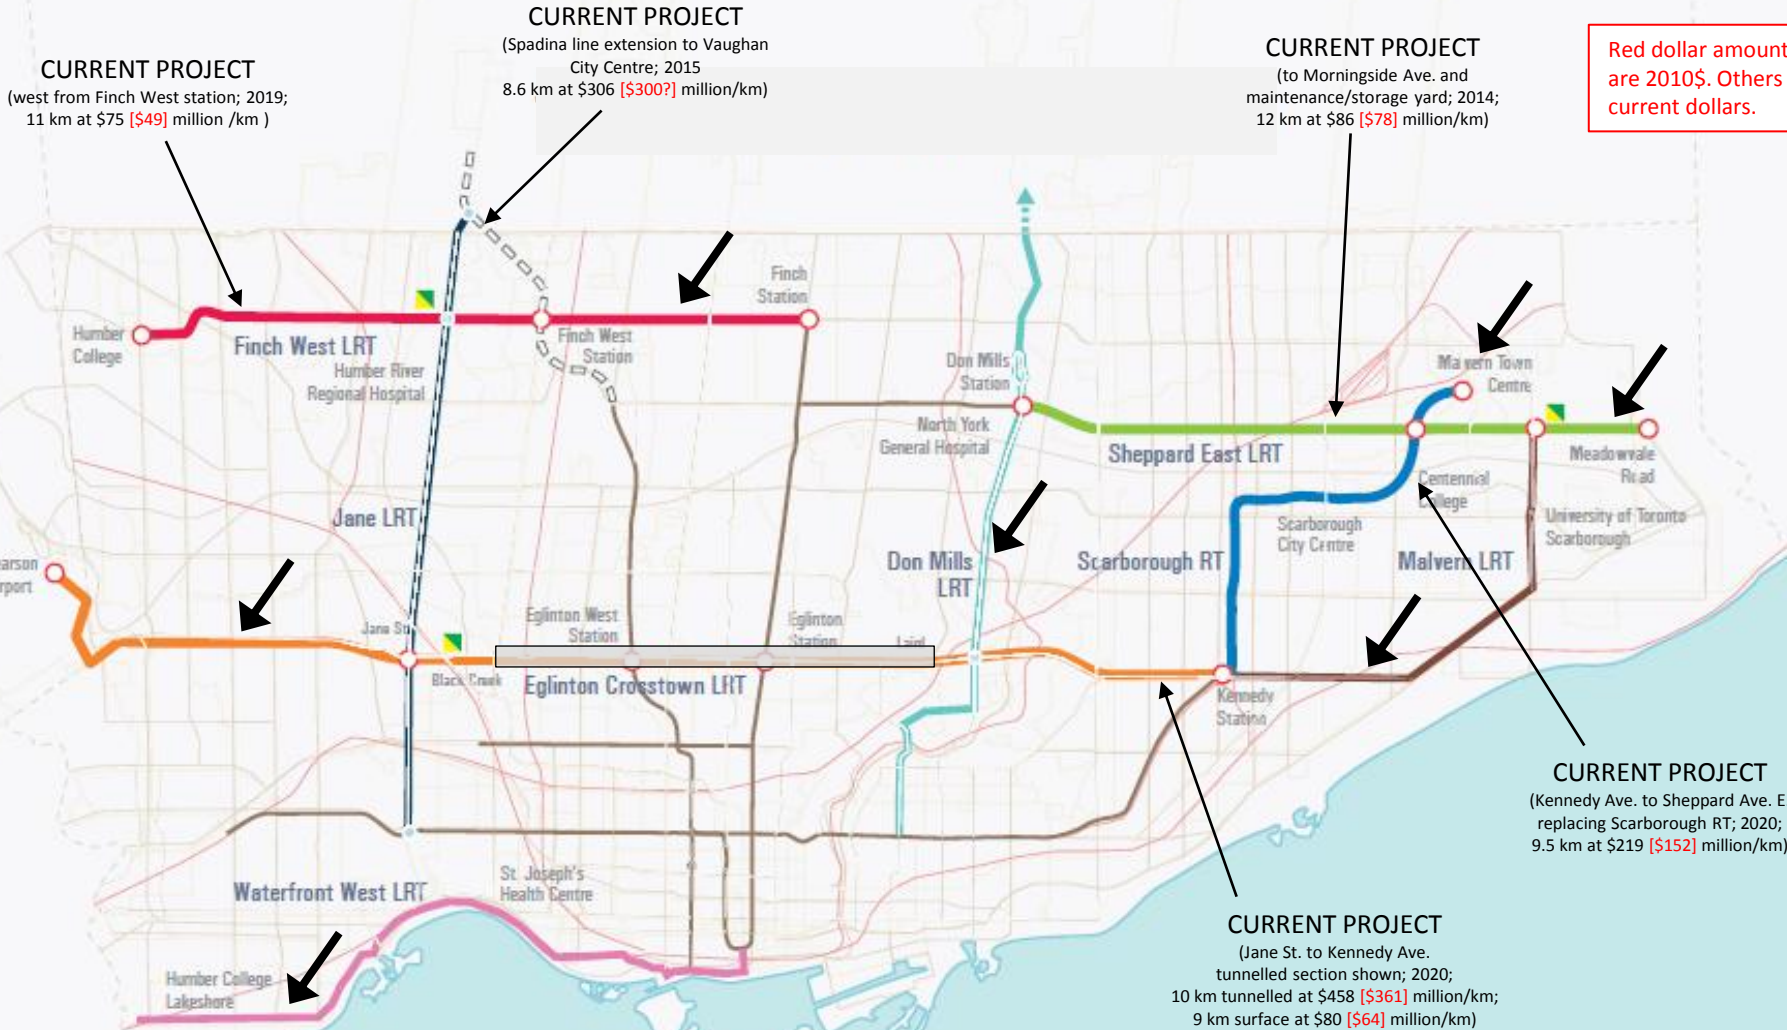 CURRENT PROJECT
(west from Finch West station; 2019;
11 km at $75 [$49] million /km )
CURRENT PROJECT
(Spadina line extension to Vaughan
City Centre; 2015
8.6 km at $306 [$300?] million/km)
CURRENT PROJECT
(to Morningside Ave. and
maintenance/storage yard; 2014;
12 km at $86 [$78] million/km)
Red dollar amount
are 2010$. Others
current dollars.
Finch
Station
Humber
College
Finch West LRT
Finch West
Station
Humber River
Regional Hospital
Don Mills
Station
Malvern Town
Centre
North York
General Hospital
Sheppard East LRT
Meadowvale
Road
Centennial
College
Jane LRT
Scarborough
City Centre
University of Toronto
Scarborough
Don Mills
LRT
Scarborough RT
Malvern LRT
earson
rport
Jane St
Eglinton West
Station
Eglinton
Station
Black Creek
Eglinton Crosstown LRT
Kennedy
Station
CURRENT PROJECT
(Kennedy Ave. to Sheppard Ave. E
replacing Scarborough RT; 2020;
9.5 km at $219 [$152] million/km)
Waterfront West LRT
St. Joseph's
Health Centre
Humber College
Lakeshore
CURRENT PROJECT
(Jane St. to Kennedy Ave.
tunnelled section shown; 2020;
10 km tunnelled at $458 [$361] million/km;
9 km surface at $80 [$64] million/km)